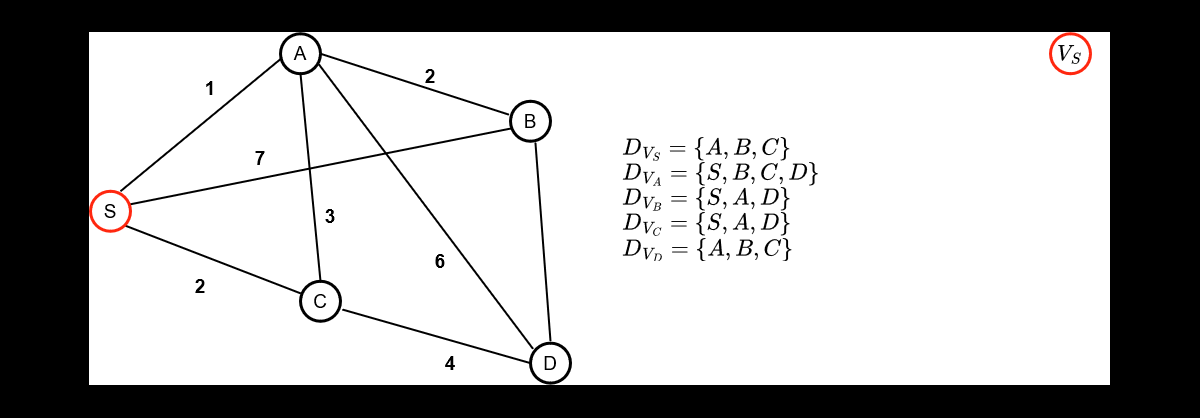 V_S
A
1
2
B
7
S
3
6
2
C
4
D
D_{V_S} = {A, B, C}
D_{V_A} = {S, B, C, D}
D_{V_B} = {S, A, D}
D_{V_C} = {S, A, D}
D_{V_D} = {A, B, C}